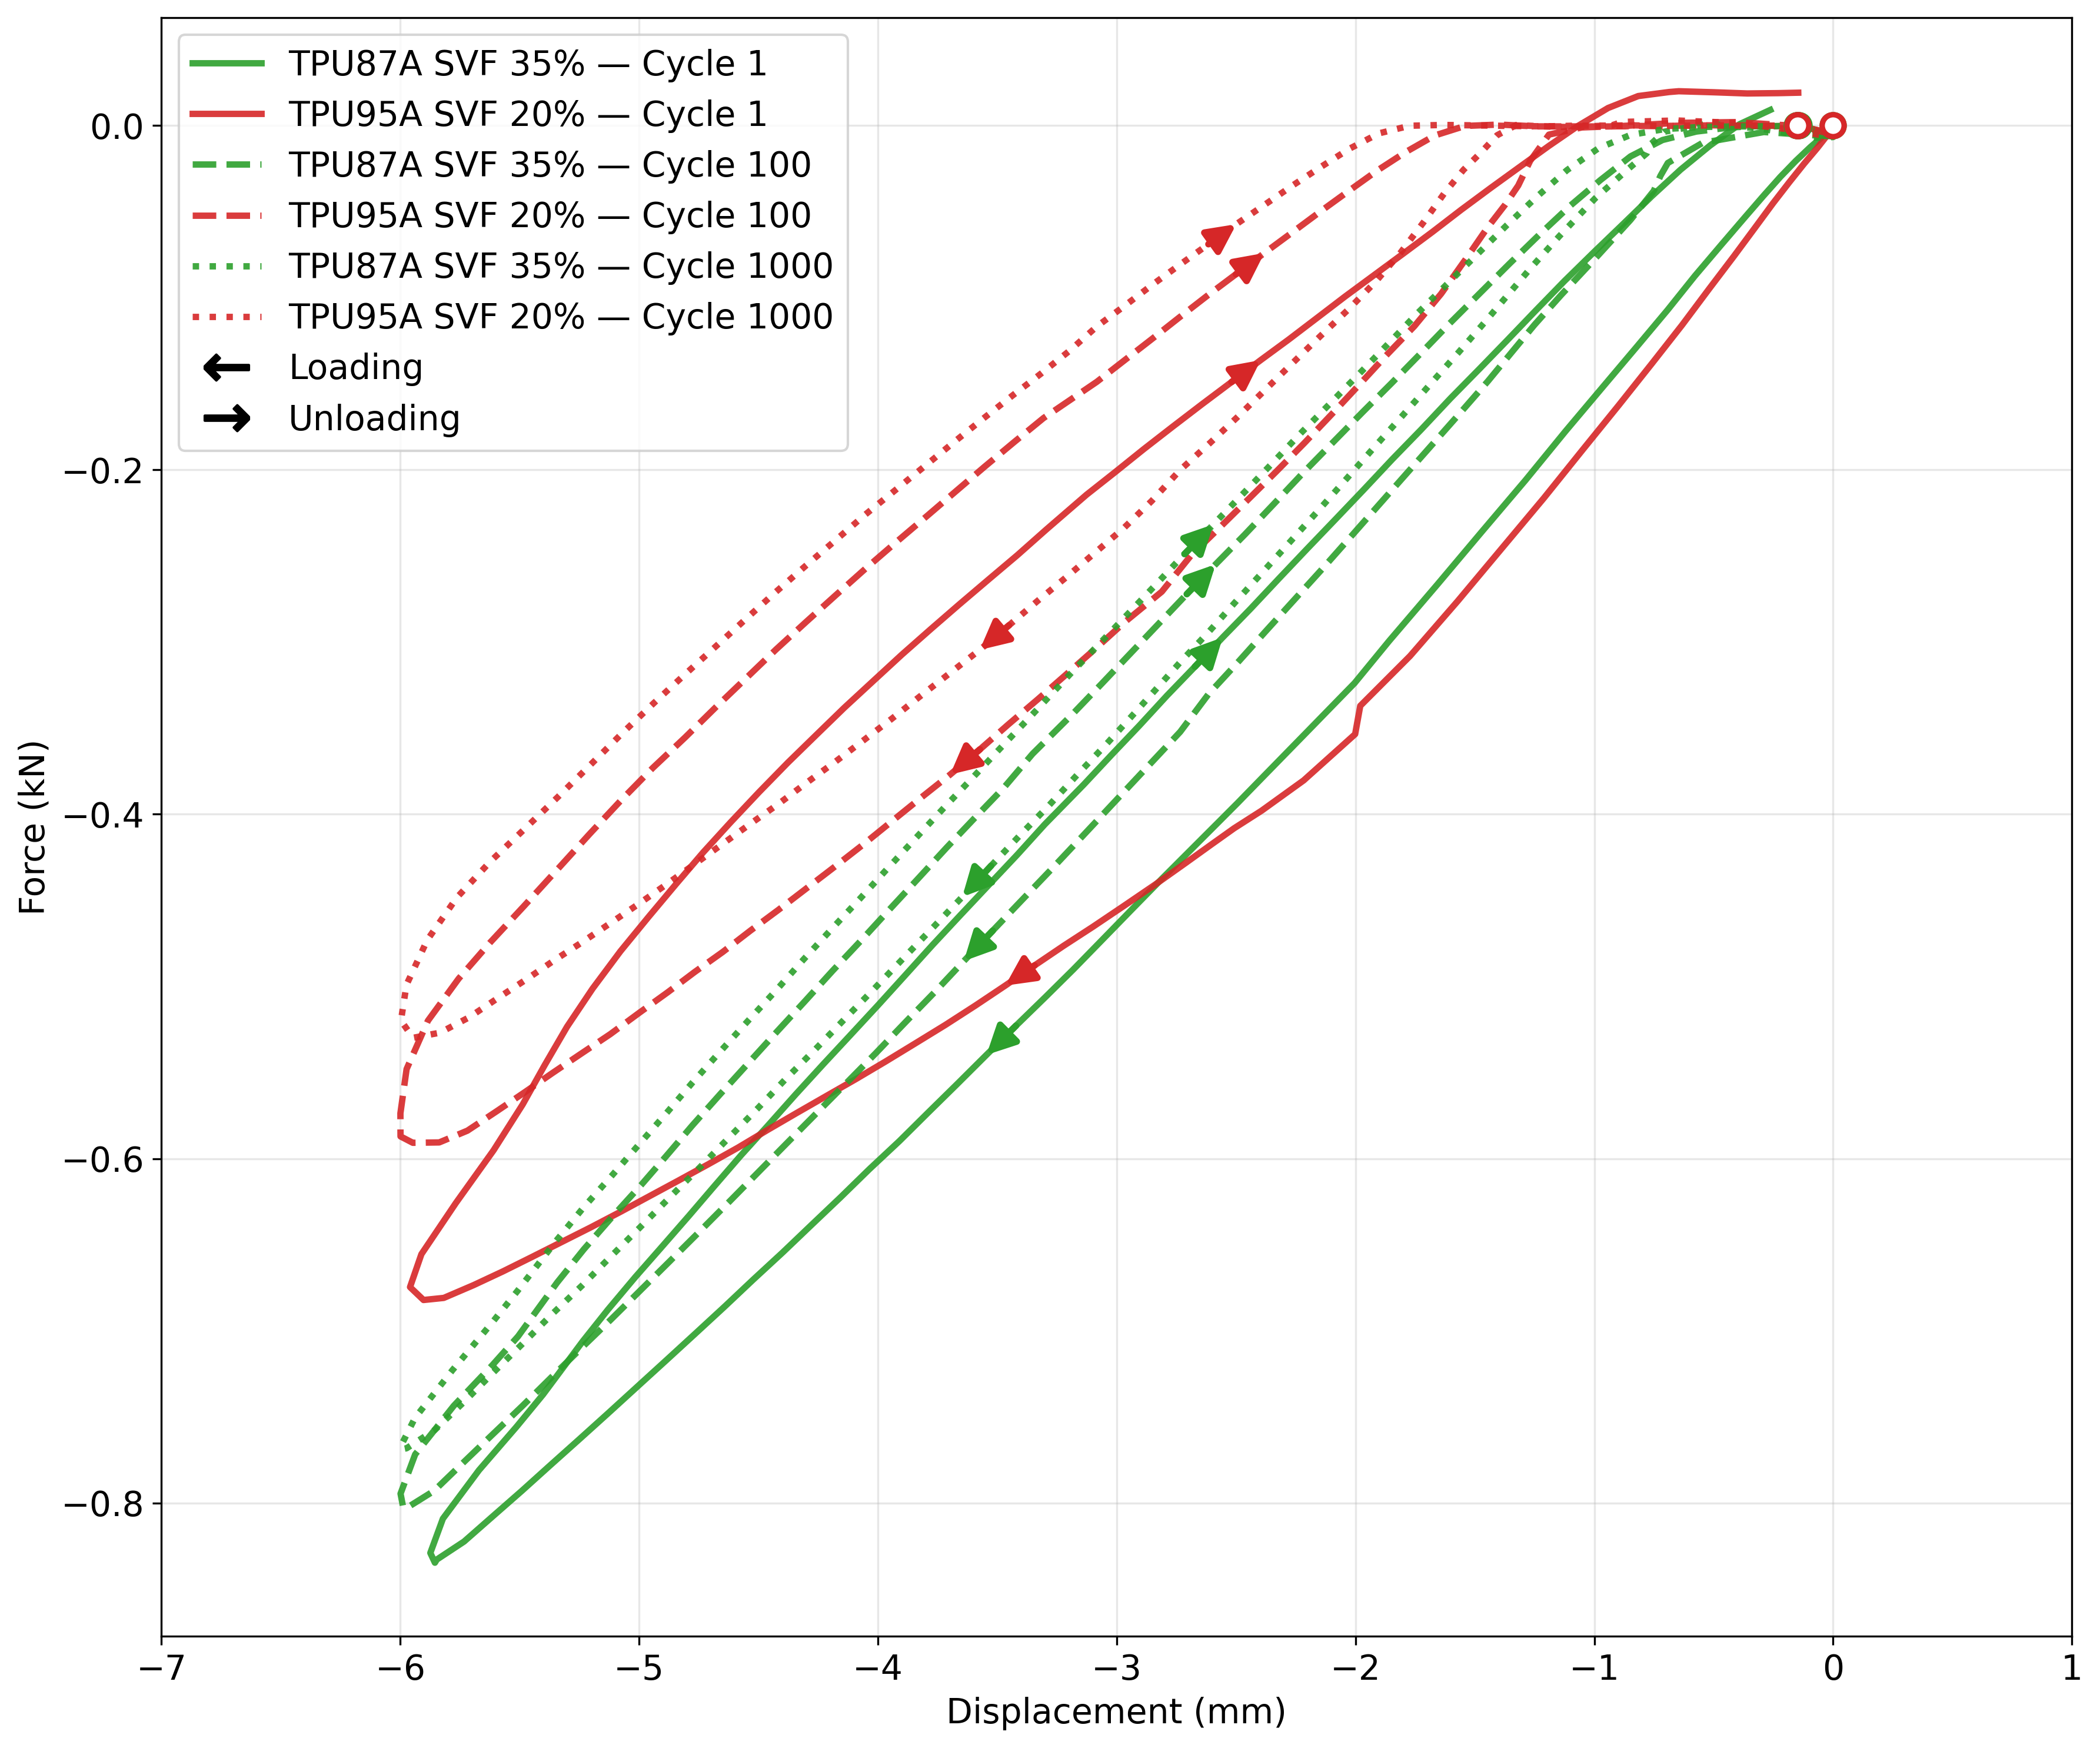 TPU87A SVF 35% — Cycle 1
TPU95A SVF 20% — Cycle 1
TPU87A SVF 35% — Cycle 100
TPU95A SVF 20% — Cycle 100
TPU87A SVF 35% — Cycle 1000
TPU95A SVF 20% — Cycle 1000
Loading
Unloading
0.0
−0.2
−0.4
−0.6
−0.8
Force (kN)
−7 −6 −5 −4 −3 −2 −1 0 1
Displacement (mm)